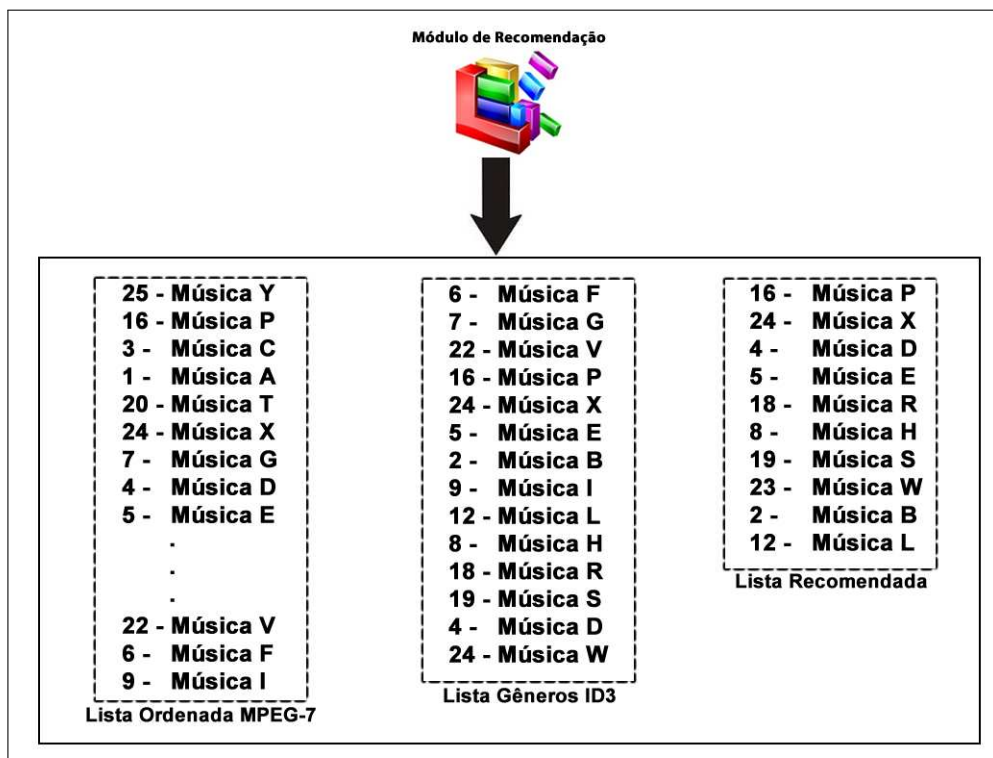 Módulo de Recomendação
25 - Música Y
16 - Música P
3 - Música C
1 - Música A
20 - Música T
24 - Música X
7 - Música G
4 - Música D
5 - Música E
.
.
.
22 - Música V
6 - Música F
9 - Música I
Lista Ordenada MPEG-7
6 - Música F
7 - Música G
22 - Música V
16 - Música P
24 - Música X
5 - Música E
2 - Música B
9 - Música I
12 - Música L
8 - Música H
18 - Música R
19 - Música S
4 - Música D
24 - Música W
Lista Gêneros ID3
16 - Música P
24 - Música X
4 - Música D
5 - Música E
18 - Música R
8 - Música H
19 - Música S
23 - Música W
2 - Música B
12 - Música L
Lista Recomendada